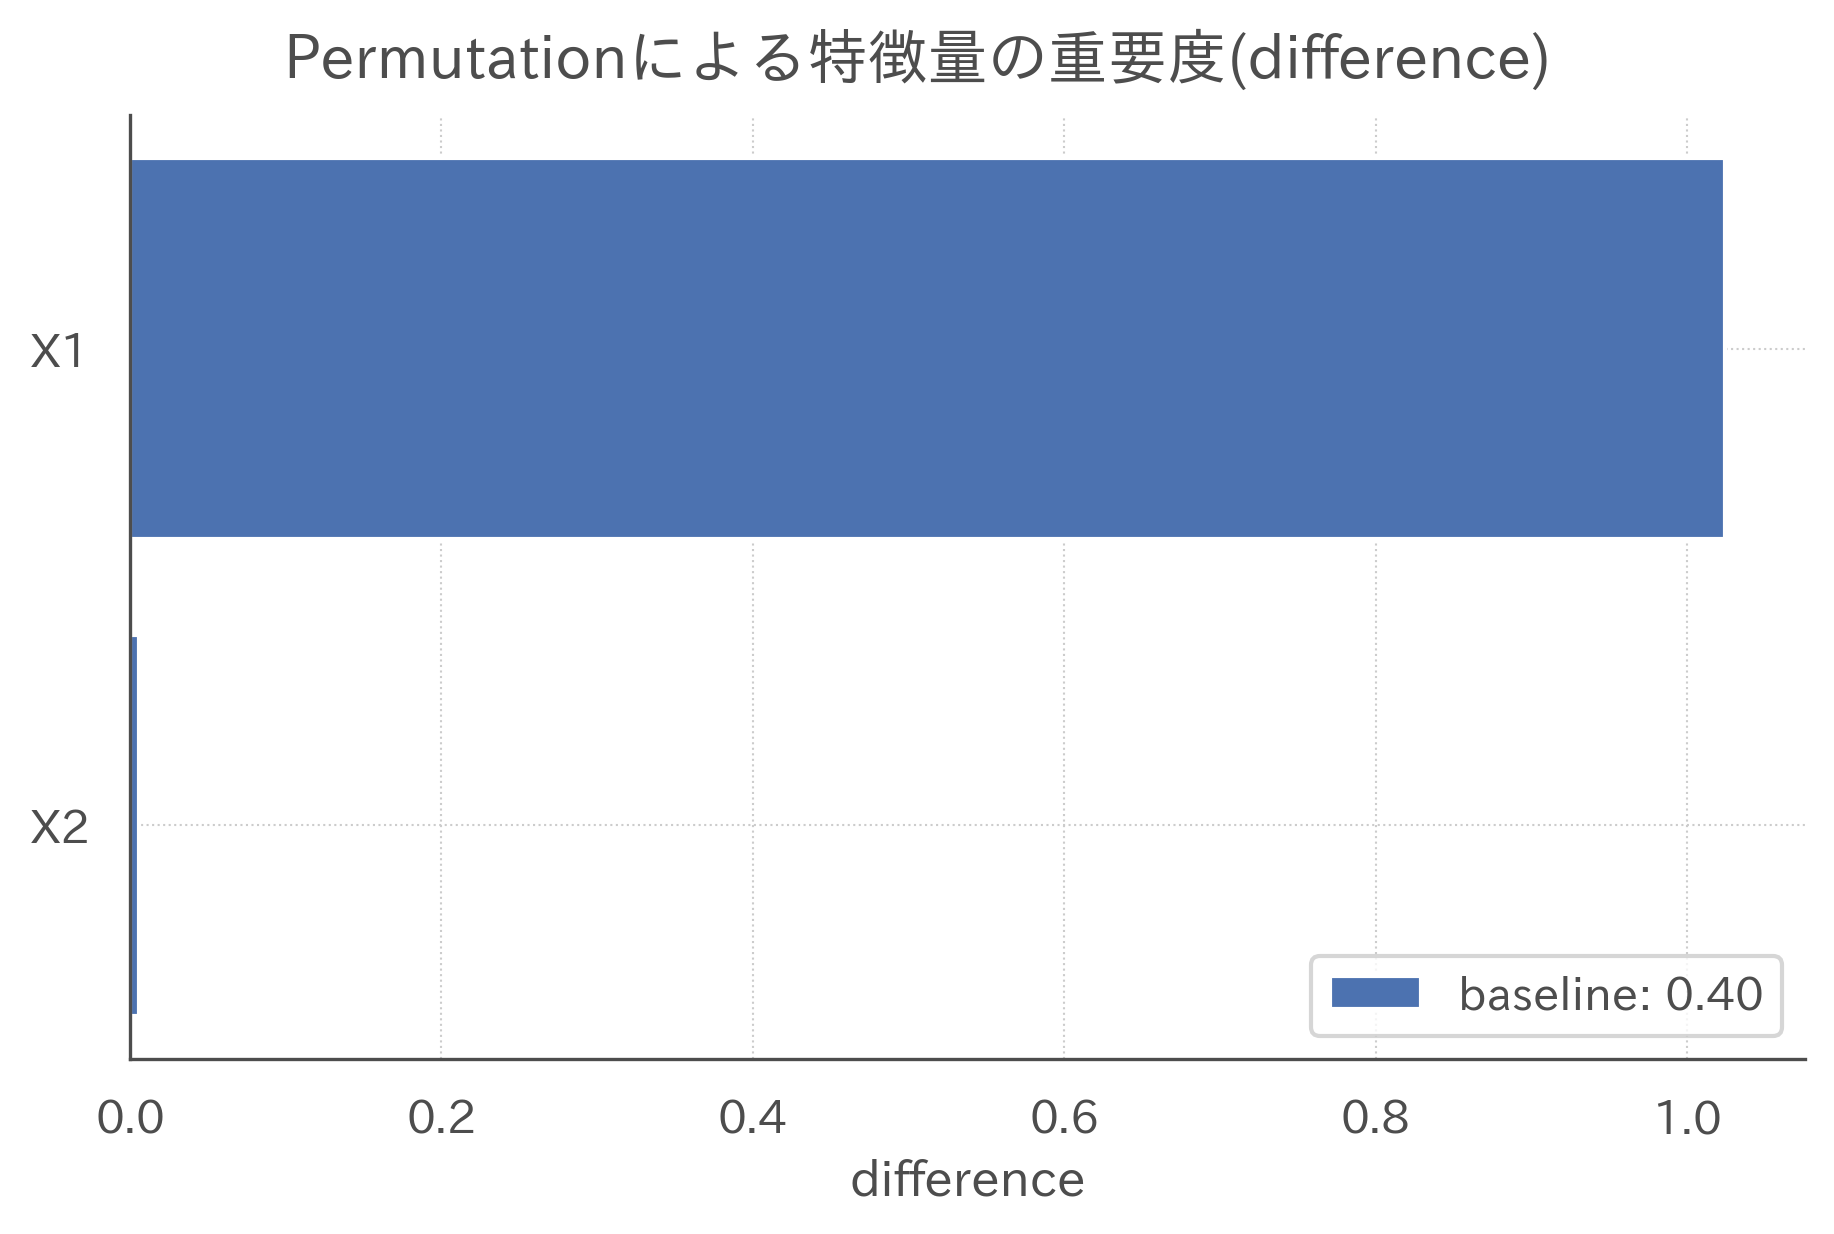 Permutationによる特徴量の重要度(difference)
X1
X2
baseline: 0.40
0.0 0.2 0.4 0.6 0.8 1.0
difference